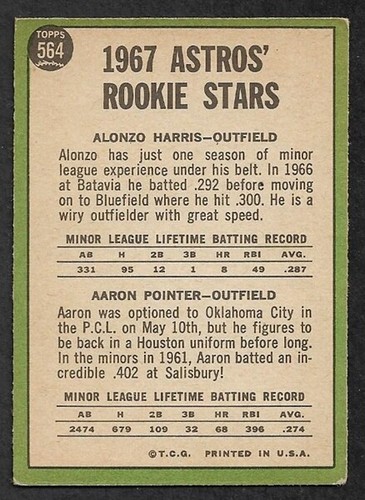 TOPPS
564
1967 ASTROS'
ROOKIE STARS
ALONZO HARRIS—OUTFIELD
Alonzo has just one season of minor
league experience under his belt. In 1966
at Batavia he batted .292 before moving
on to Bluefield where he hit .300. He is a
wiry outfielder with great speed.
MINOR LEAGUE LIFETIME BATTING RECORD
AB H 2B 3B HR RBI AVG.
331 95 12 1 8 49 .287
AARON POINTER—OUTFIELD
Aaron was optioned to Oklahoma City in
the P.C.L. on May 10th, but he figures to
be back in a Houston uniform before long.
In the minors in 1961, Aaron batted an in-
credible .402 at Salisbury!
MINOR LEAGUE LIFETIME BATTING RECORD
AB H 2B 3B HR RBI AVG.
2474 679 109 32 68 396 .274
©T.C.G. PRINTED IN U.S.A.